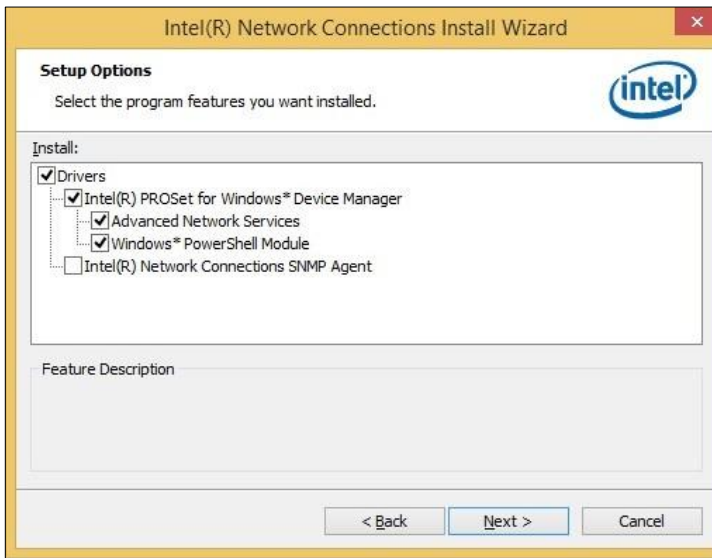 Intel(R) Network Connections Install Wizard
Setup Options
Select the program features you want installed.
intel
Install:
Drivers
Intel(R) PROSet for Windows* Device Manager
Advanced Network Services
Windows* PowerShell Module
Intel(R) Network Connections SNMP Agent
Feature Description
< Back
Next >
Cancel